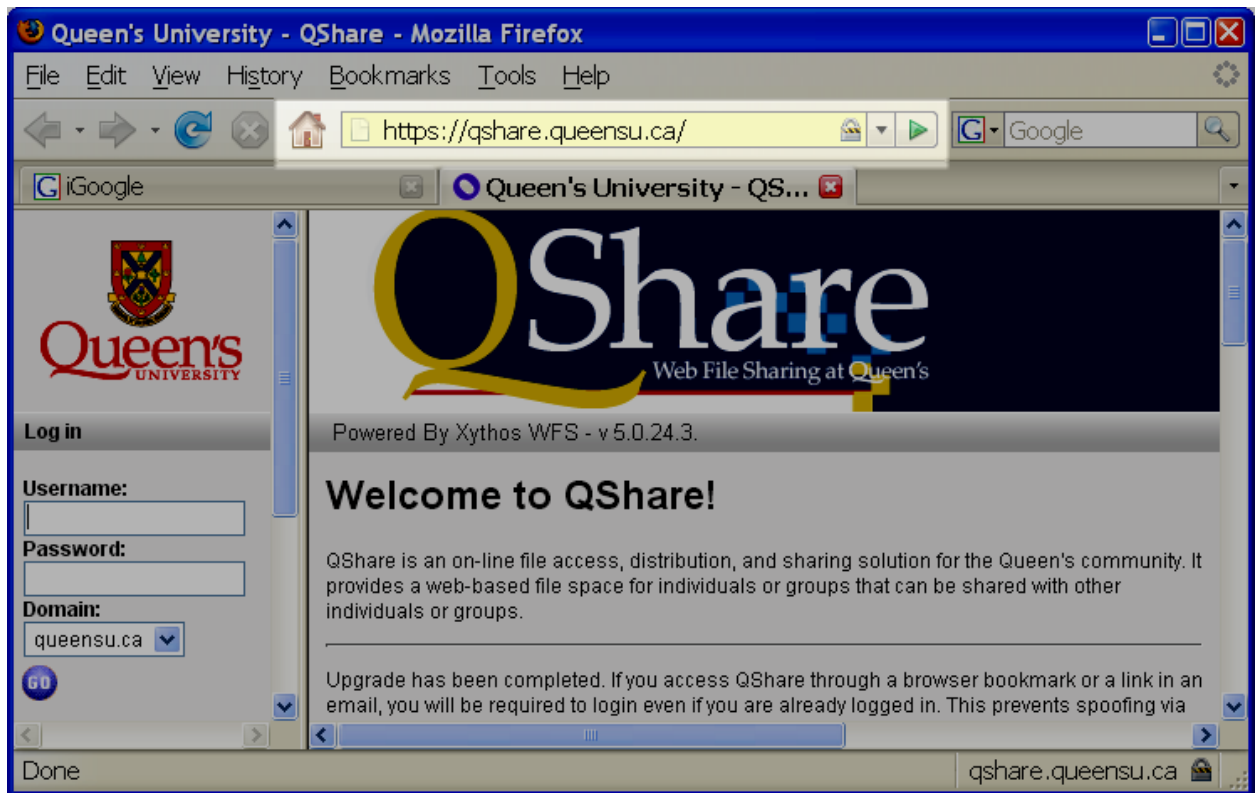 Queen's University - QShare - Mozilla Firefox
File Edit View History Bookmarks Tools Help
https://qshare.queensu.ca/
G Google
G iGoogle
Queen's University - QS...
Queen's
UNIVERSITY
QShare
Web File Sharing at Queen's
Log in
Powered By Xythos WFS - v 5.0.24.3.
Username:
Password:
Domain:
queensu.ca
GO
Welcome to QShare!
QShare is an on-line file access, distribution, and sharing solution for the Queen's community. It
provides a web-based file space for individuals or groups that can be shared with other
individuals or groups.
Upgrade has been completed. If you access QShare through a browser bookmark or a link in an
email, you will be required to login even if you are already logged in. This prevents spoofing via
Done
qshare.queensu.ca